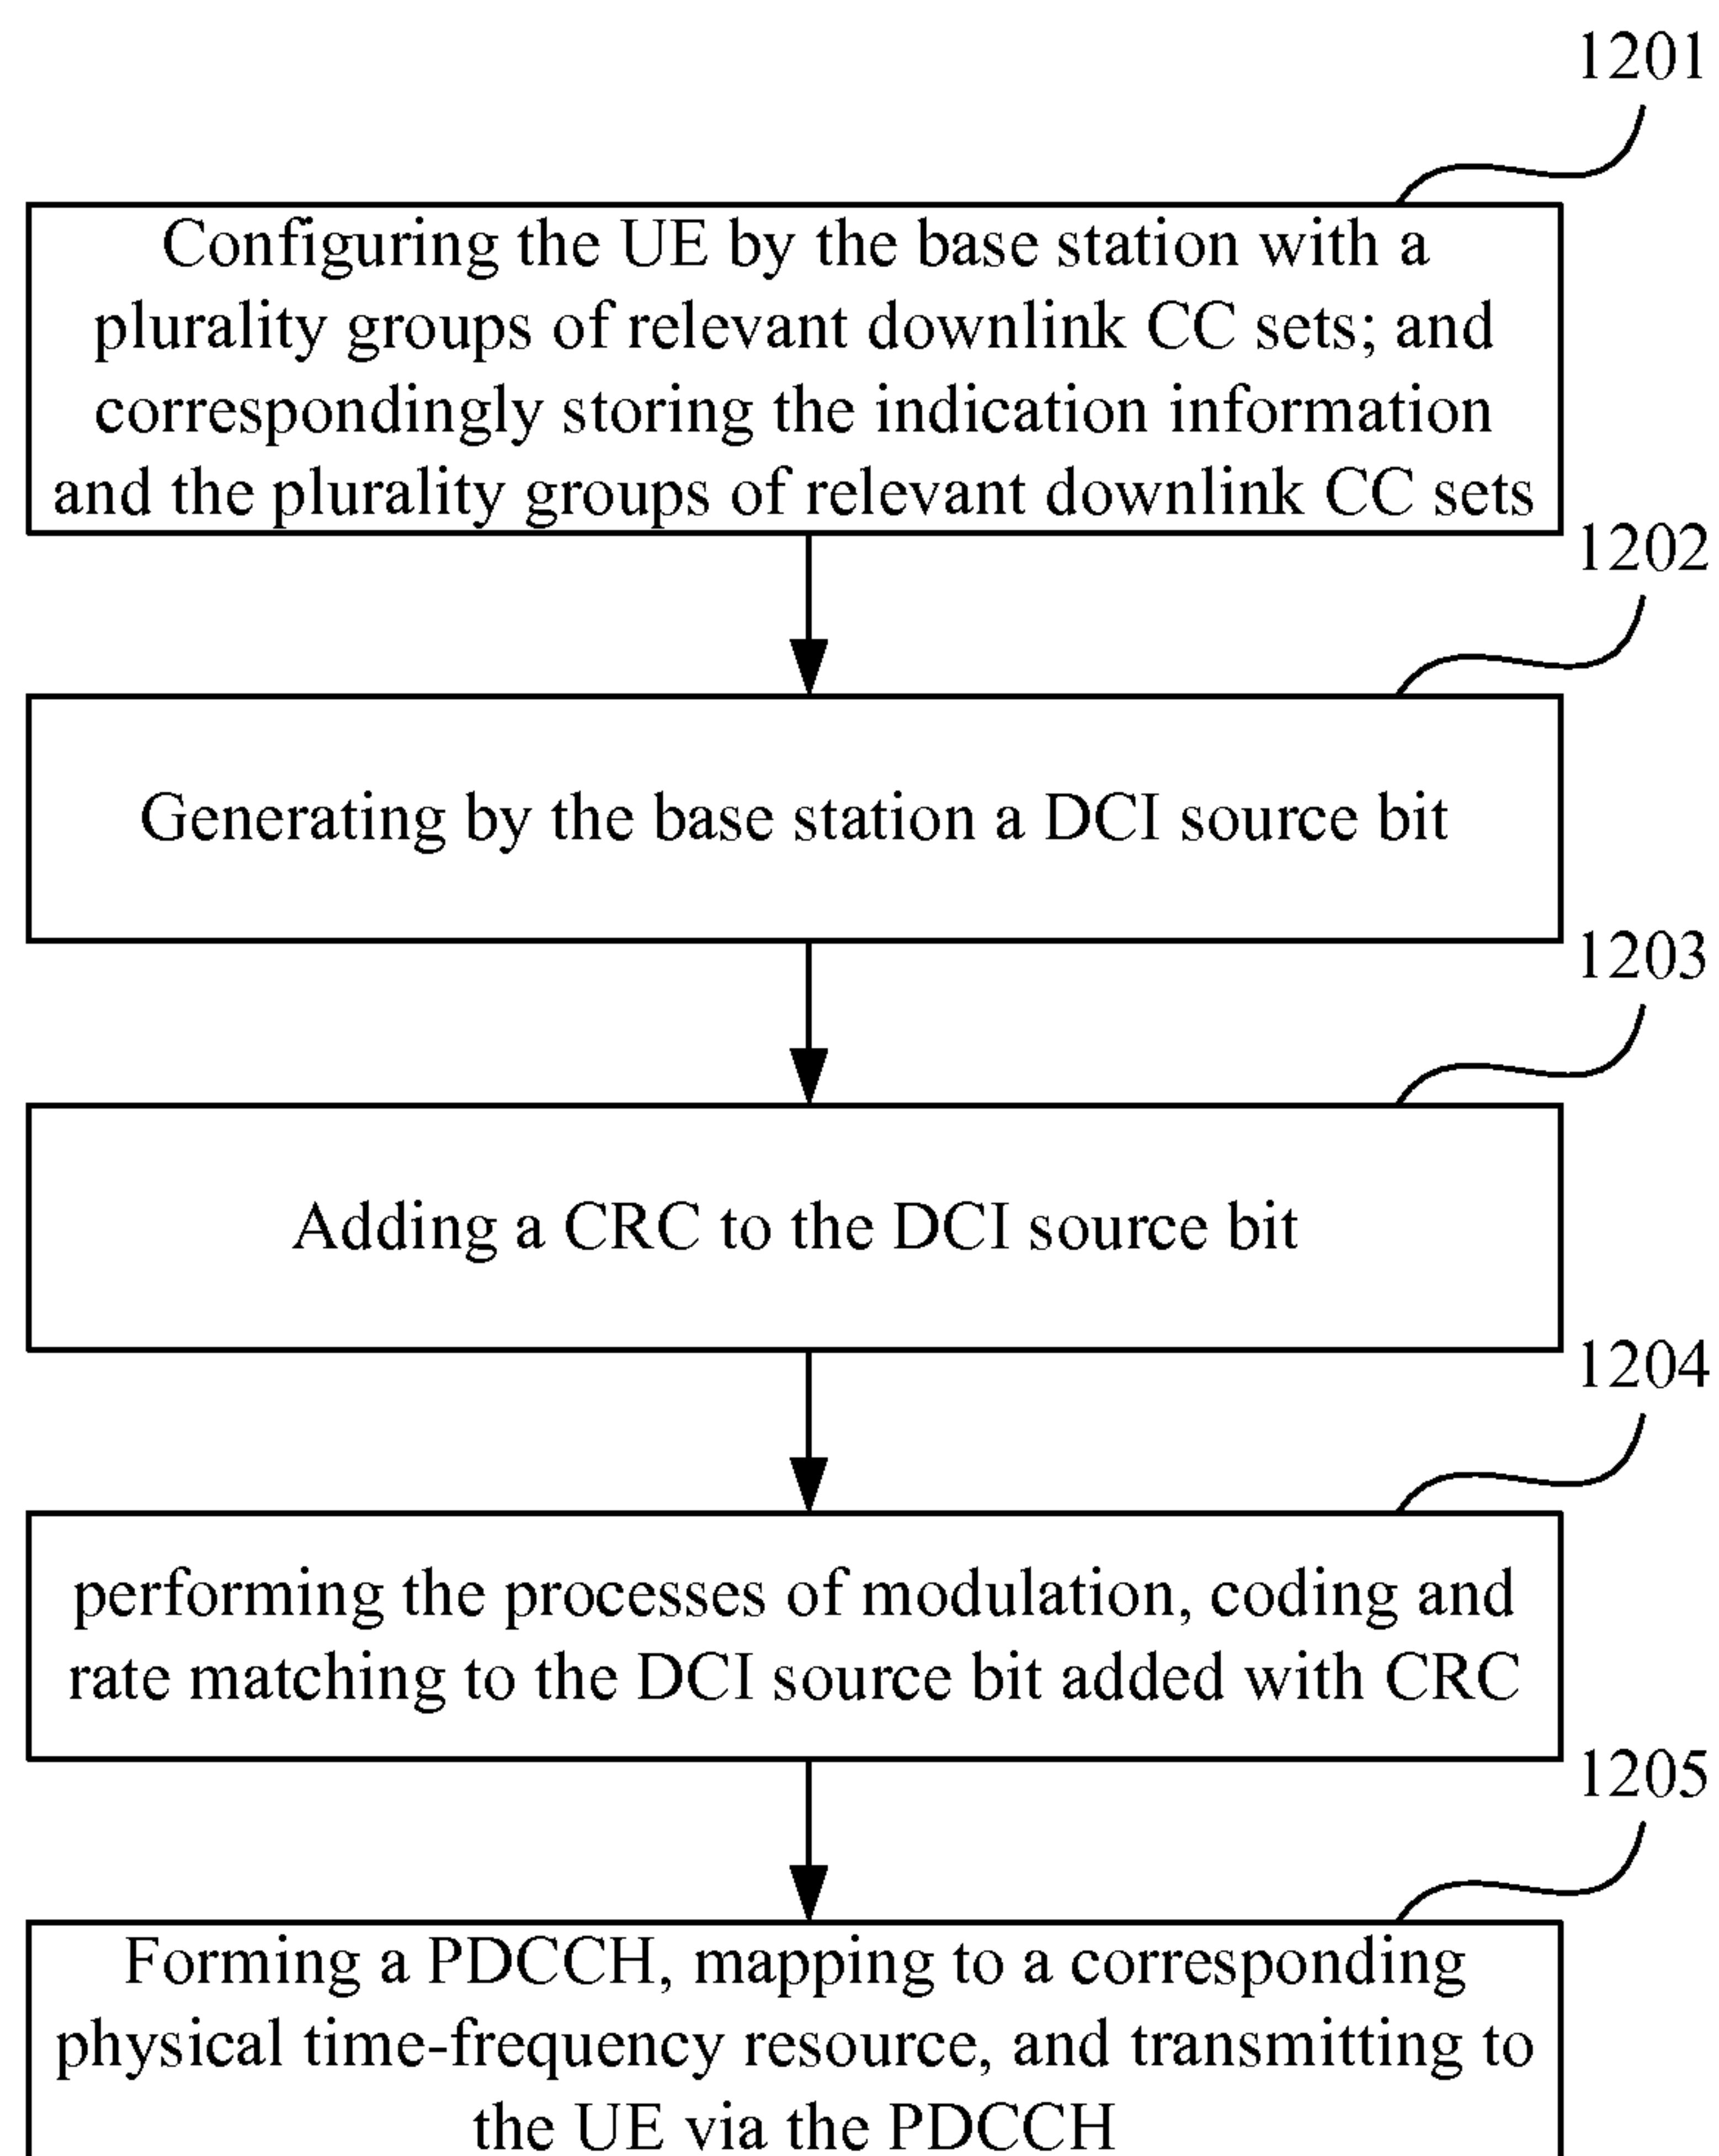 1201
Configuring the UE by the base station with a
plurality groups of relevant downlink CC sets; and
correspondingly storing the indication information
and the plurality groups of relevant downlink CC sets
1202
Generating by the base station a DCI source bit
1203
Adding a CRC to the DCI source bit
1204
performing the processes of modulation, coding and
rate matching to the DCI source bit added with CRC
1205
Forming a PDCCH, mapping to a corresponding
physical time-frequency resource, and transmitting to
the UE via the PDCCH